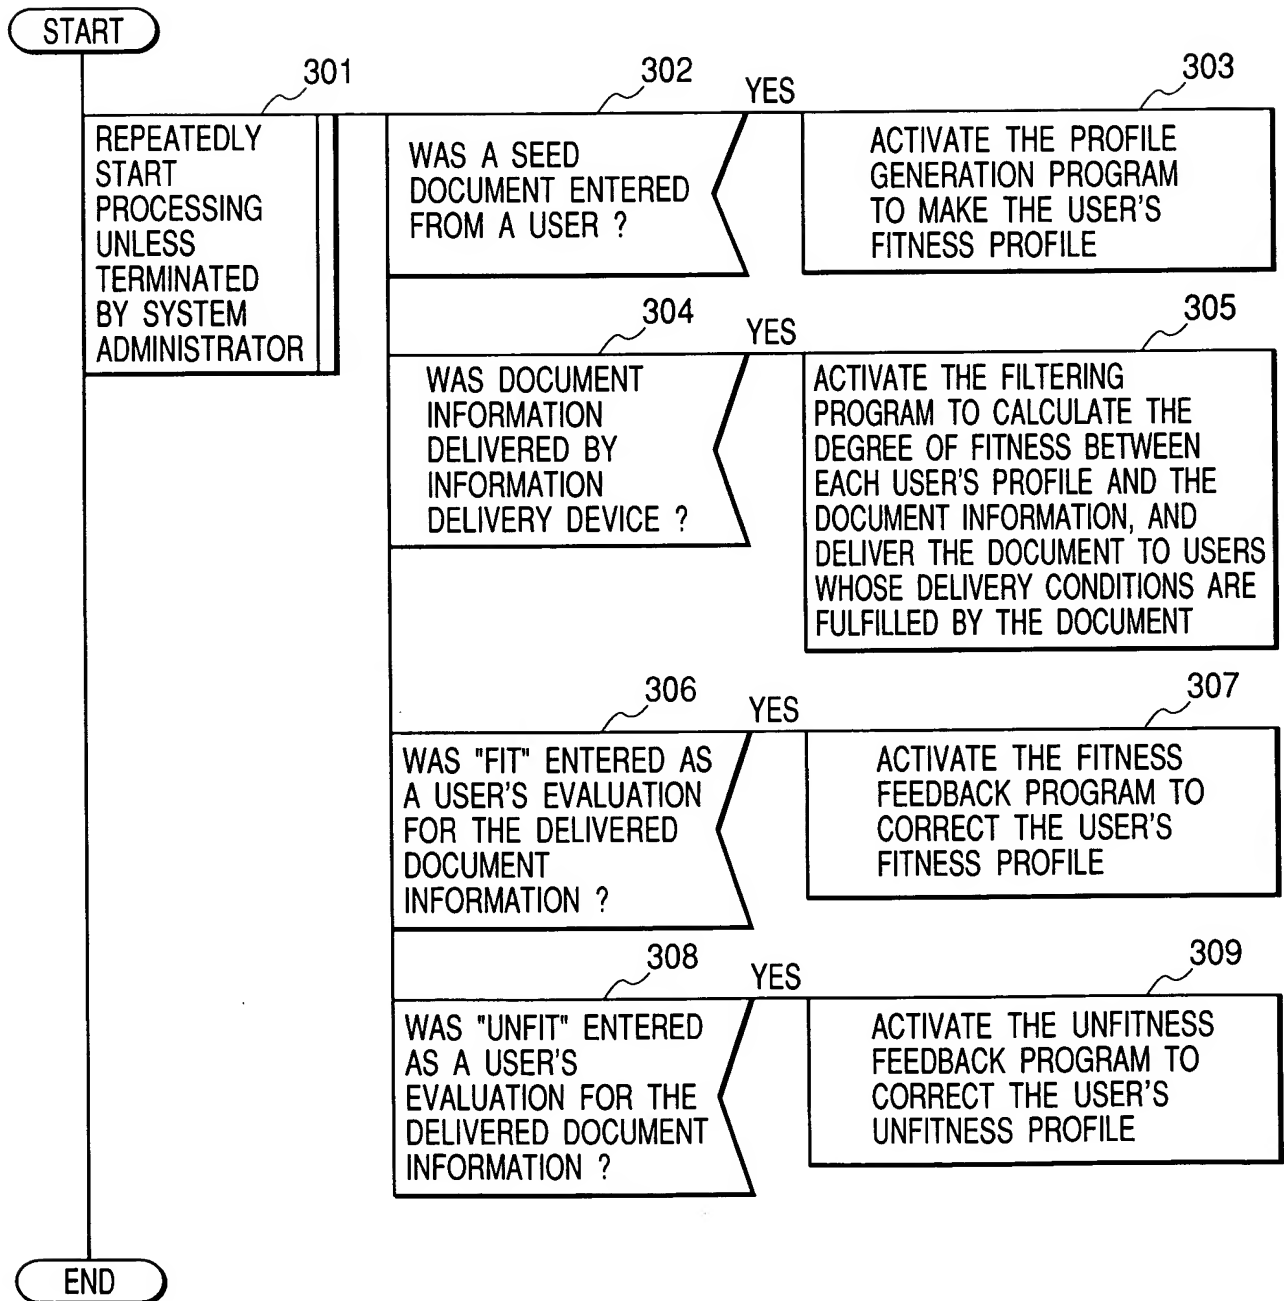 START
301
REPEATEDLY
START
PROCESSING
UNLESS
TERMINATED
BY SYSTEM
ADMINISTRATOR
302
WAS A SEED
DOCUMENT ENTERED
FROM A USER ?
YES
303
ACTIVATE THE PROFILE
GENERATION PROGRAM
TO MAKE THE USER'S
FITNESS PROFILE
304
WAS DOCUMENT
INFORMATION
DELIVERED BY
INFORMATION
DELIVERY DEVICE ?
YES
305
ACTIVATE THE FILTERING
PROGRAM TO CALCULATE THE
DEGREE OF FITNESS BETWEEN
EACH USER'S PROFILE AND THE
DOCUMENT INFORMATION, AND
DELIVER THE DOCUMENT TO USERS
WHOSE DELIVERY CONDITIONS ARE
FULFILLED BY THE DOCUMENT
306
WAS "FIT" ENTERED AS
A USER'S EVALUATION
FOR THE DELIVERED
DOCUMENT
INFORMATION ?
YES
307
ACTIVATE THE FITNESS
FEEDBACK PROGRAM TO
CORRECT THE USER'S
FITNESS PROFILE
308
WAS "UNFIT" ENTERED
AS A USER'S
EVALUATION FOR THE
DELIVERED DOCUMENT
INFORMATION ?
YES
309
ACTIVATE THE UNFITNESS
FEEDBACK PROGRAM TO
CORRECT THE USER'S
UNFITNESS PROFILE
END